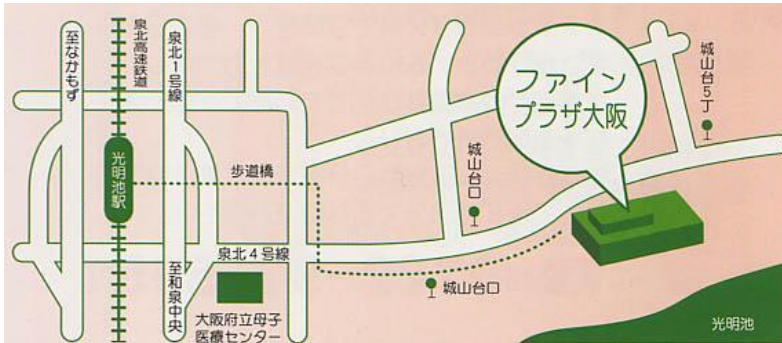 至なかもず
泉北高速鉄道
泉北1号線
光明池駅
歩道橋
泉北4号線
至和泉中央
大阪府立母子
医療センター
城山台口
城山台口
ファイン
プラザ大阪
城山台5丁
光明池